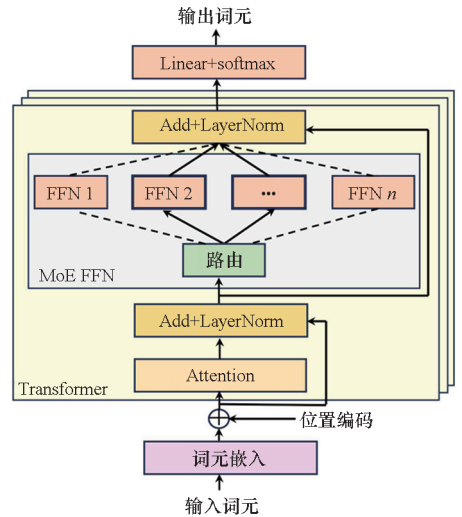 输出词元
Linear+softmax
Add+LayerNorm
FFN 1
FFN 2
...
FFN n
路由
MoE FFN
Add+LayerNorm
Attention
Transformer
位置编码
词元嵌入
输入词元